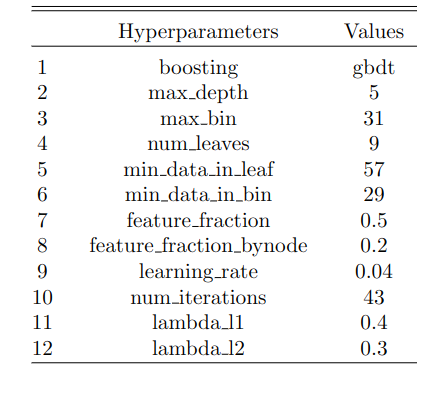 Hyperparameters Values
1 boosting gbdt
2 max_depth 5
3 max_bin 31
4 num_leaves 9
5 min_data_in_leaf 57
6 min_data_in_bin 29
7 feature_fraction 0.5
8 feature_fraction_bynode 0.2
9 learning_rate 0.04
10 num_iterations 43
11 lambda_l1 0.4
12 lambda_l2 0.3